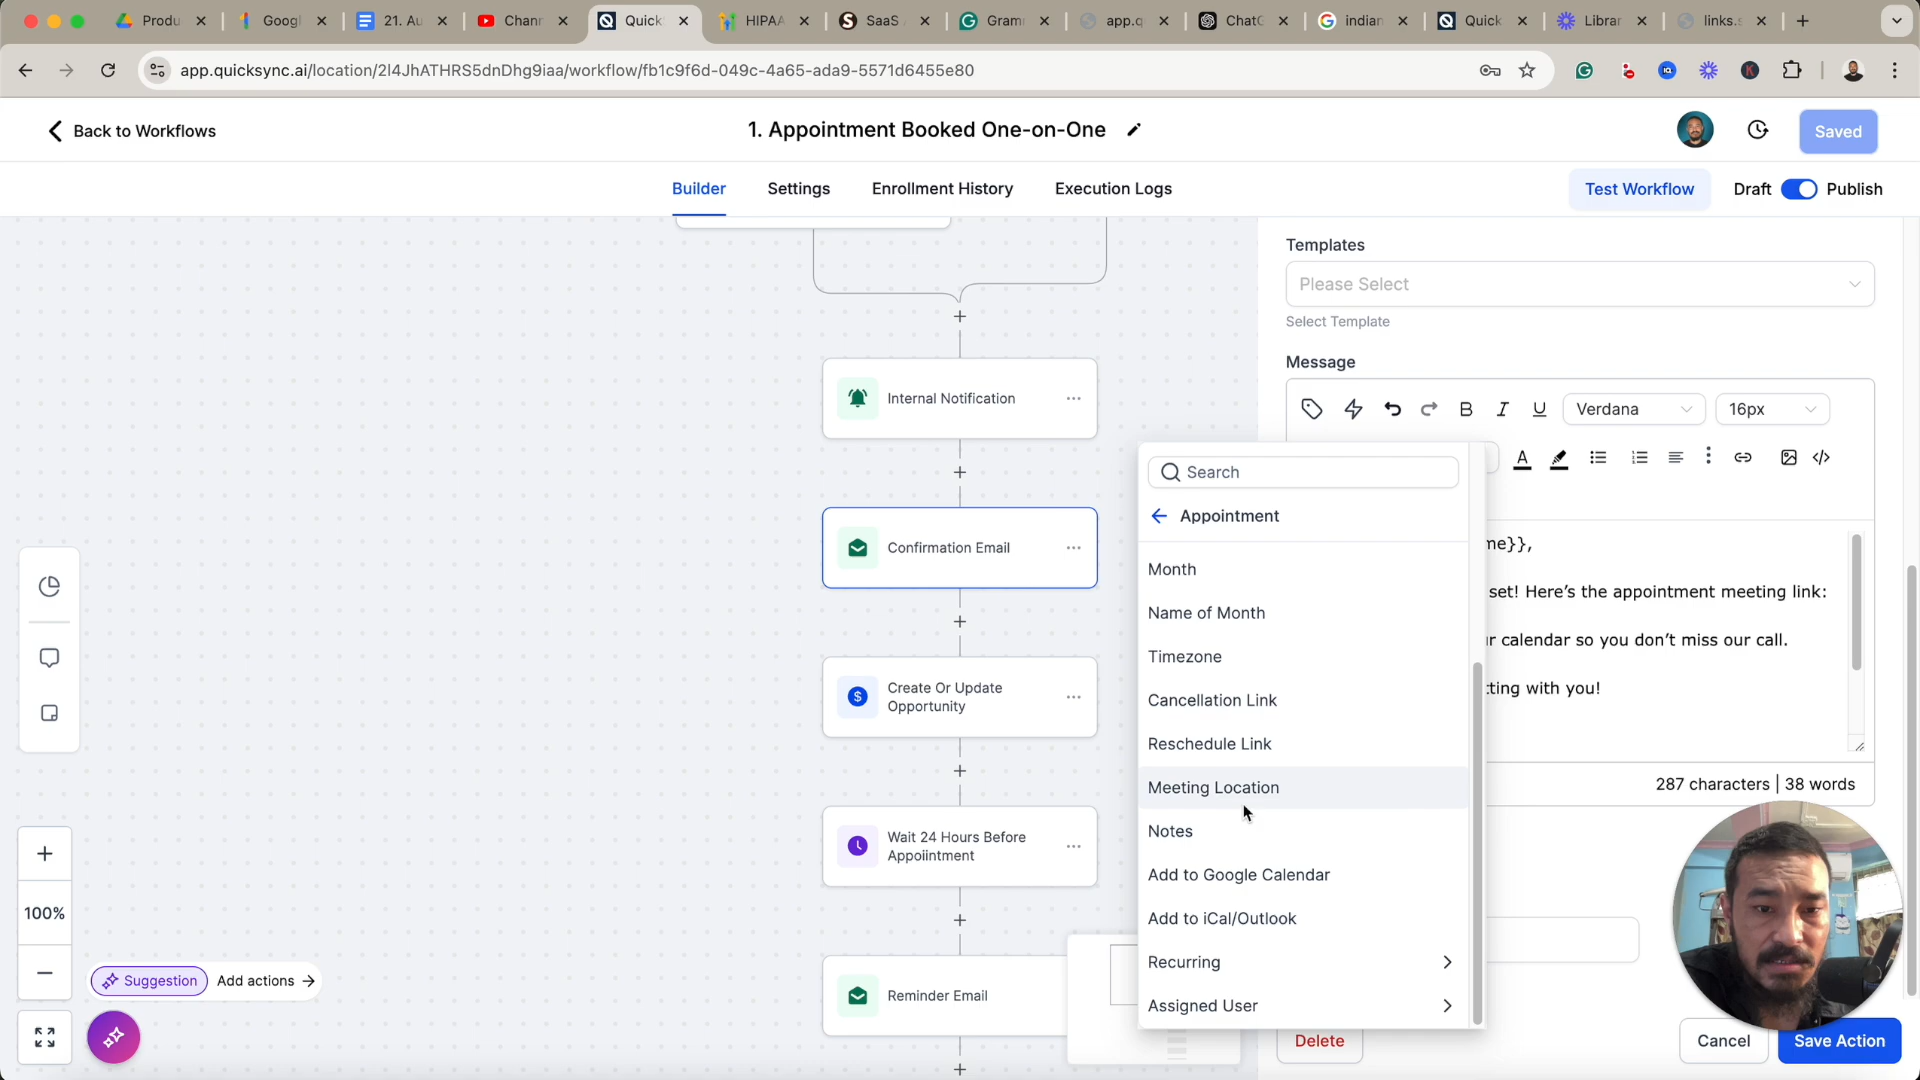 Produ
Googl
21. Au
Chann
Quick
HIPAA
SaaS
Gramr
app.q
ChatG
indian
Quick
Librar
links.s
app.quicksync.ai/location/2l4JhATHRS5dnDhg9iaa/workflow/fb1c9f6d-049c-4a65-ada9-5571d6455e80
Back to Workflows
1. Appointment Booked One-on-One
Saved
Builder
Settings
Enrollment History
Execution Logs
Test Workflow
Draft
Publish
Templates
Please Select
Select Template
Message
Verdana
16px
Internal Notification
Search
Appointment
Confirmation Email
me}},
Month
set! Here's the appointment meeting link:
Name of Month
r calendar so you don't miss our call.
Timezone
Create Or Update
Opportunity
cting with you!
Cancellation Link
Reschedule Link
Meeting Location
287 characters | 38 words
Notes
Wait 24 Hours Before
Appoiintment
Add to Google Calendar
100%
Add to iCal/Outlook
Recurring
Suggestion
Add actions
Reminder Email
Assigned User
Delete
Cancel
Save Action